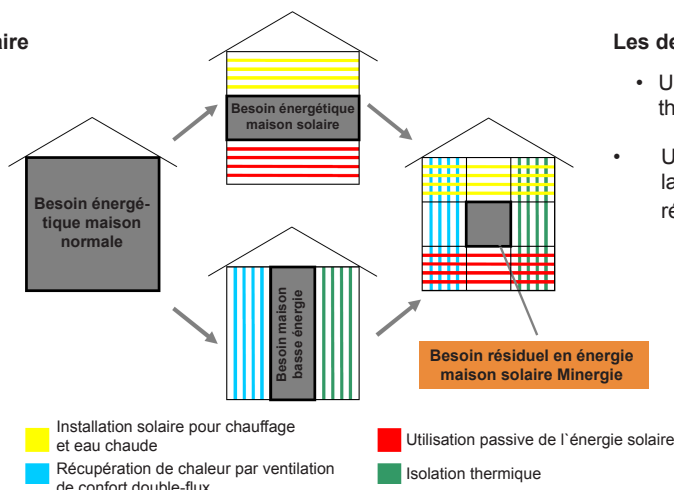 aire
Les de
• U
th
• U
la
ré
Besoin énergétique
maison solaire
Besoin énergé-
tique maison
normale
Besoin maison
basse énergie
Besoin résiduel en énergie
maison solaire Minergie
Installation solaire pour chauffage
et eau chaude
Récupération de chaleur par ventilation
de confort double-flux
Utilisation passive de l`énergie solaire
Isolation thermique